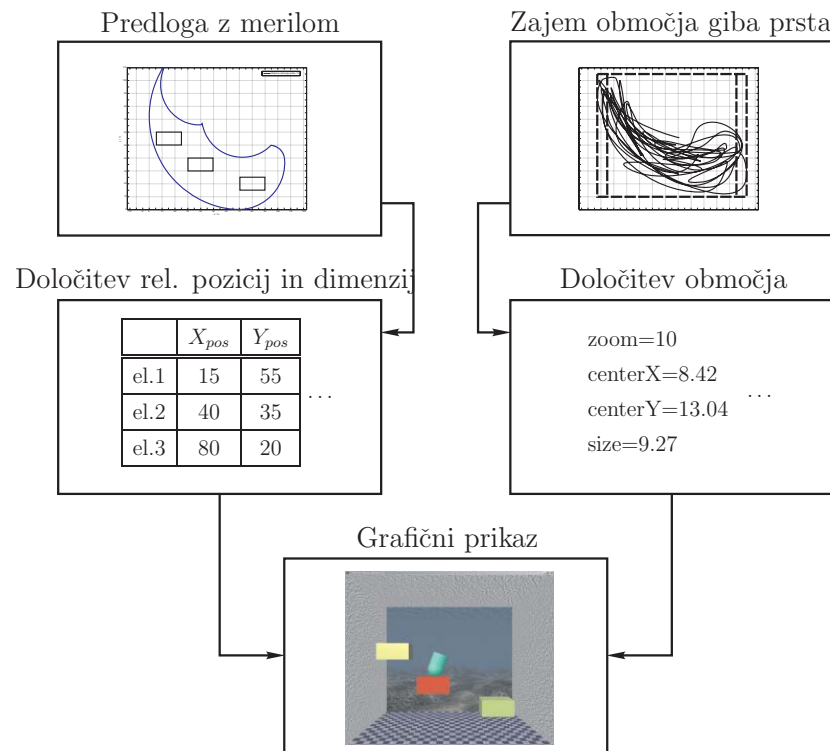 Predloga z merilom
Zajem območja giba prsta
Določitev rel. pozicij in dimenzij
Določitev območja
X_pos Y_pos
el.1 15 55
el.2 40 35
el.3 80 20
...
zoom=10
centerX=8.42
centerY=13.04
size=9.27
...
Grafični prikaz